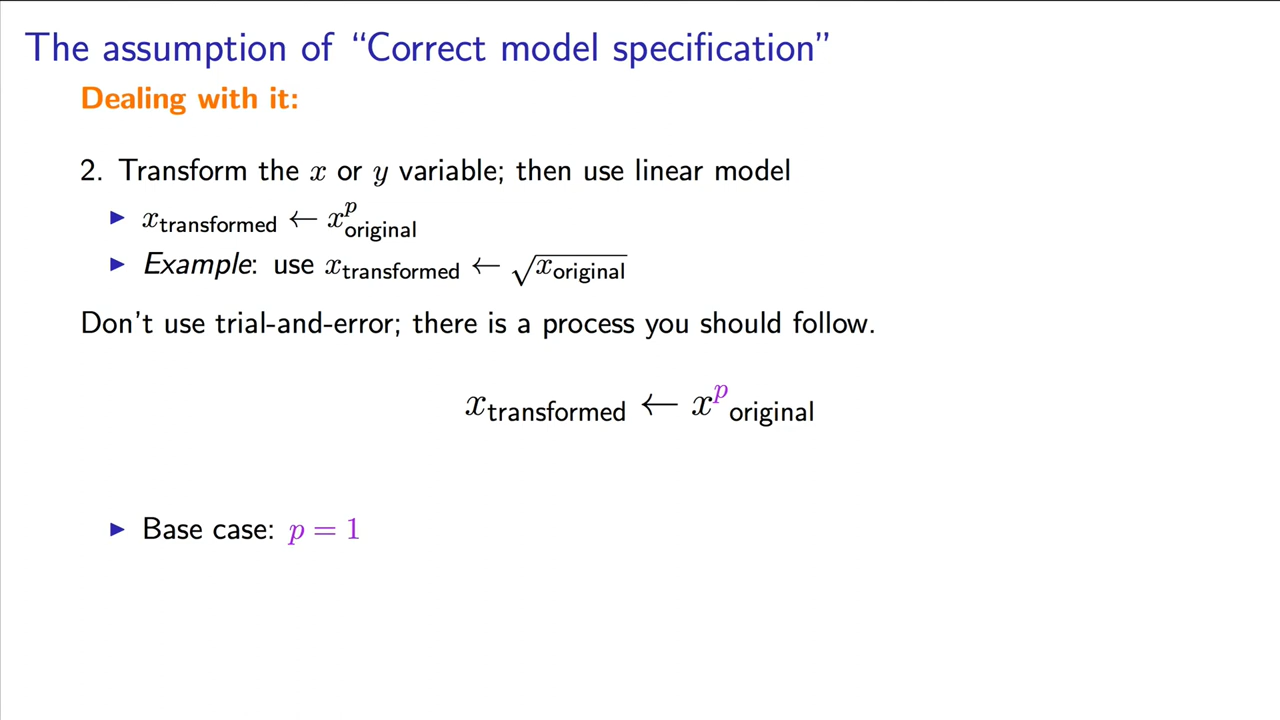 The assumption of “Correct model specification”
Dealing with it:
2. Transform the x or y variable; then use linear model
▶ x_transformed ← x^p_original
▶ Example: use x_transformed ← √x_original
Don't use trial-and-error; there is a process you should follow.
x_transformed ← x^p_original
▶ Base case: p = 1